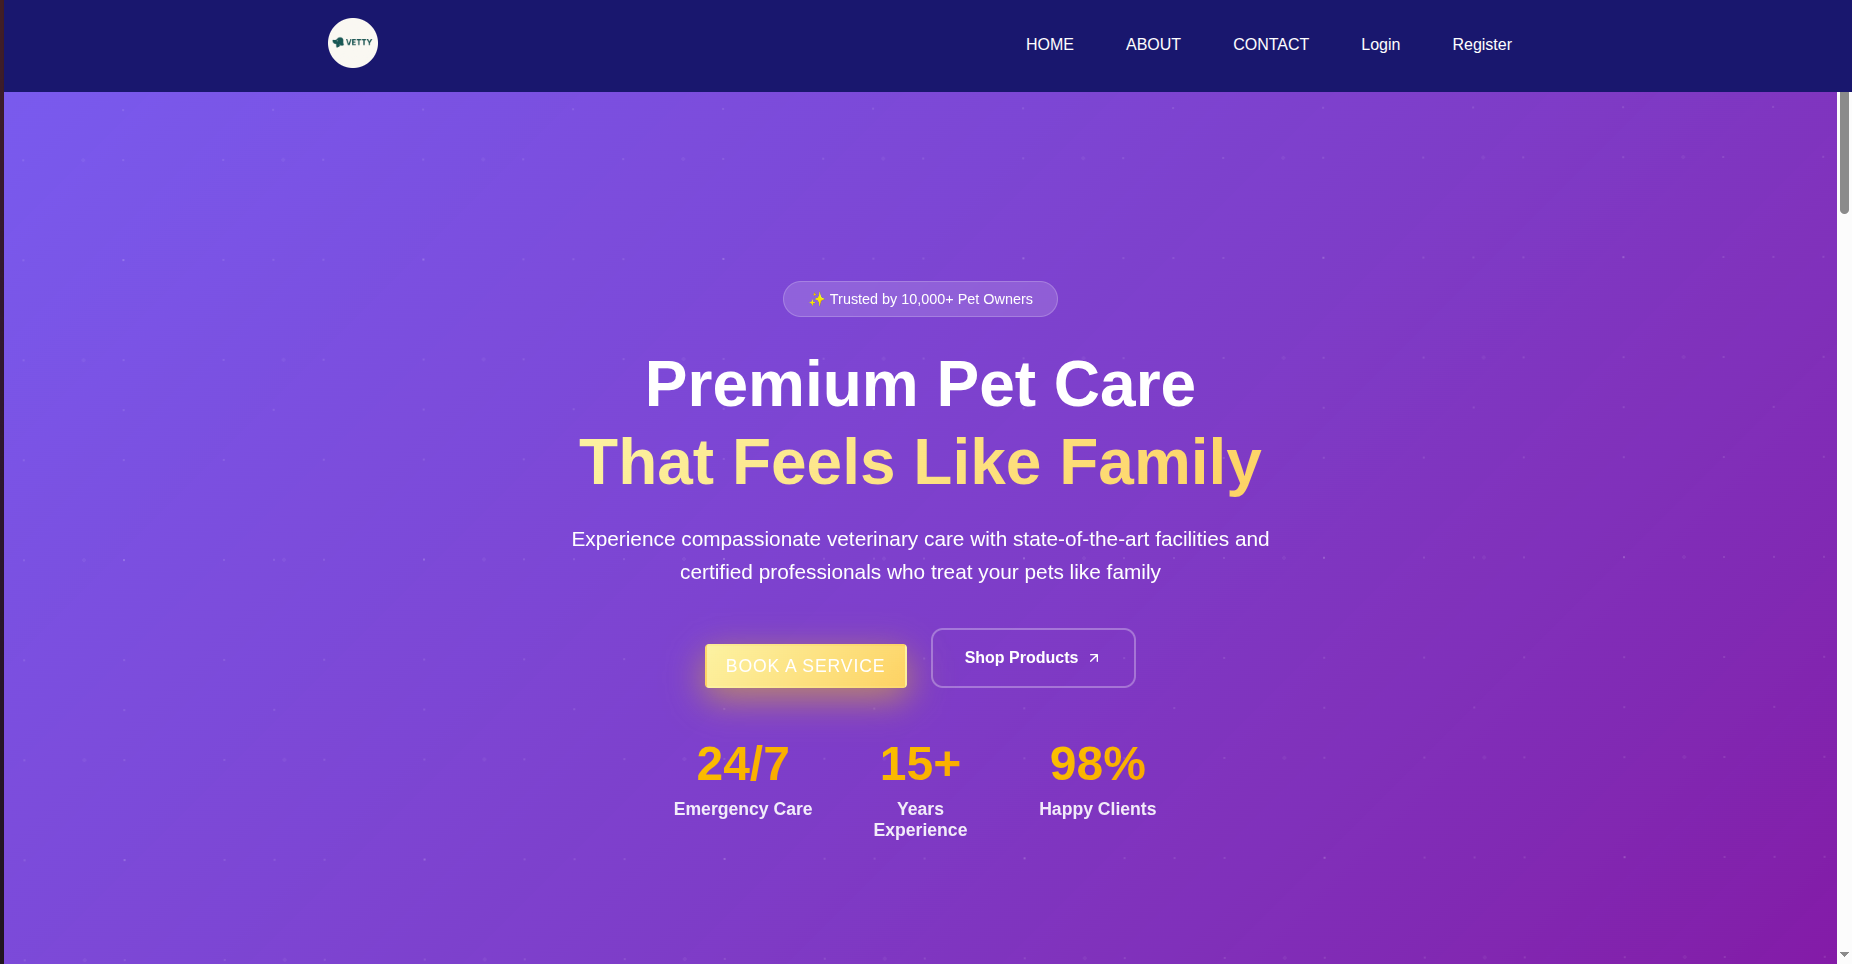 VETTY
HOME
ABOUT
CONTACT
Login
Register
✨ Trusted by 10,000+ Pet Owners
Premium Pet Care
That Feels Like Family
Experience compassionate veterinary care with state-of-the-art facilities and
certified professionals who treat your pets like family
BOOK A SERVICE
Shop Products
24/7
Emergency Care
15+
Years
Experience
98%
Happy Clients